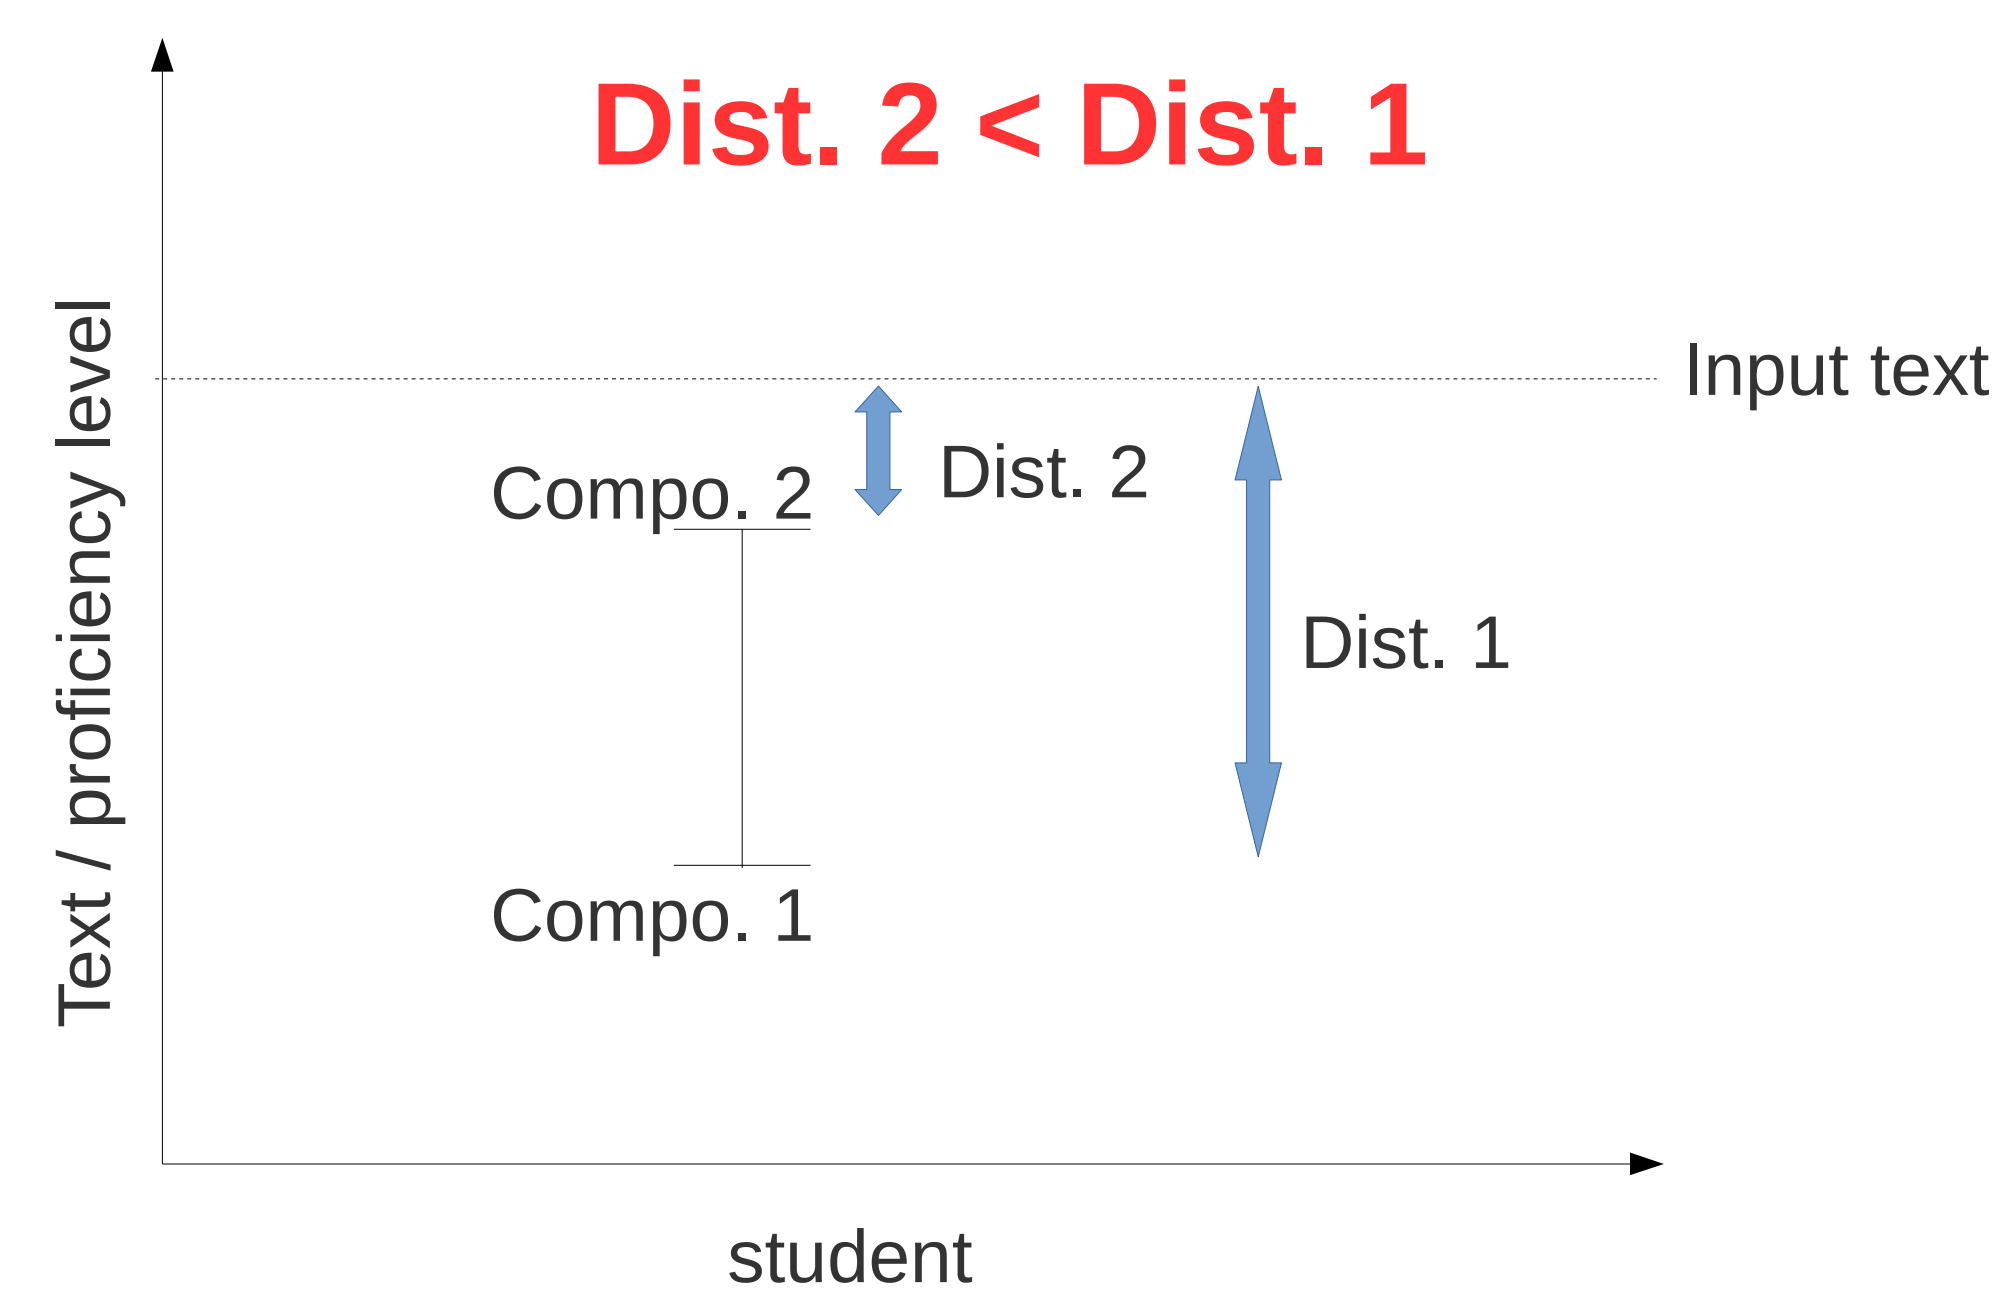 Dist. 2 < Dist. 1
Text / proficiency level
Input text
Compo. 2
Dist. 2
Dist. 1
Compo. 1
student